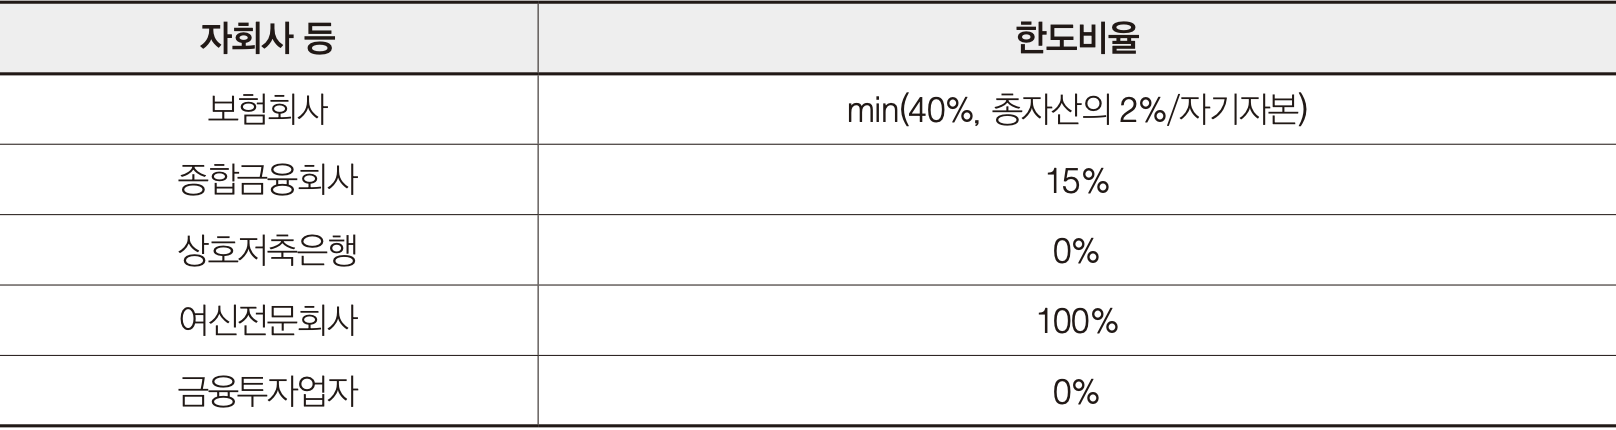 자회사 등 한도비율
보험회사 min(40%, 총자산의 2%/자기자본)
종합금융회사 15%
상호저축은행 0%
여신전문회사 100%
금융투자업자 0%